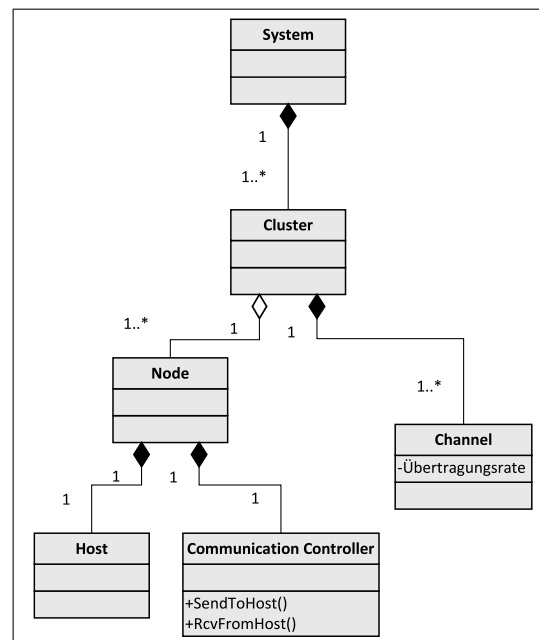 System
1
1..*
Cluster
1..*
1
1
Node
1..*
Channel
-Übertragungsrate
1
1
1
1
Host
Communication Controller
+SendToHost()
+RcvFromHost()